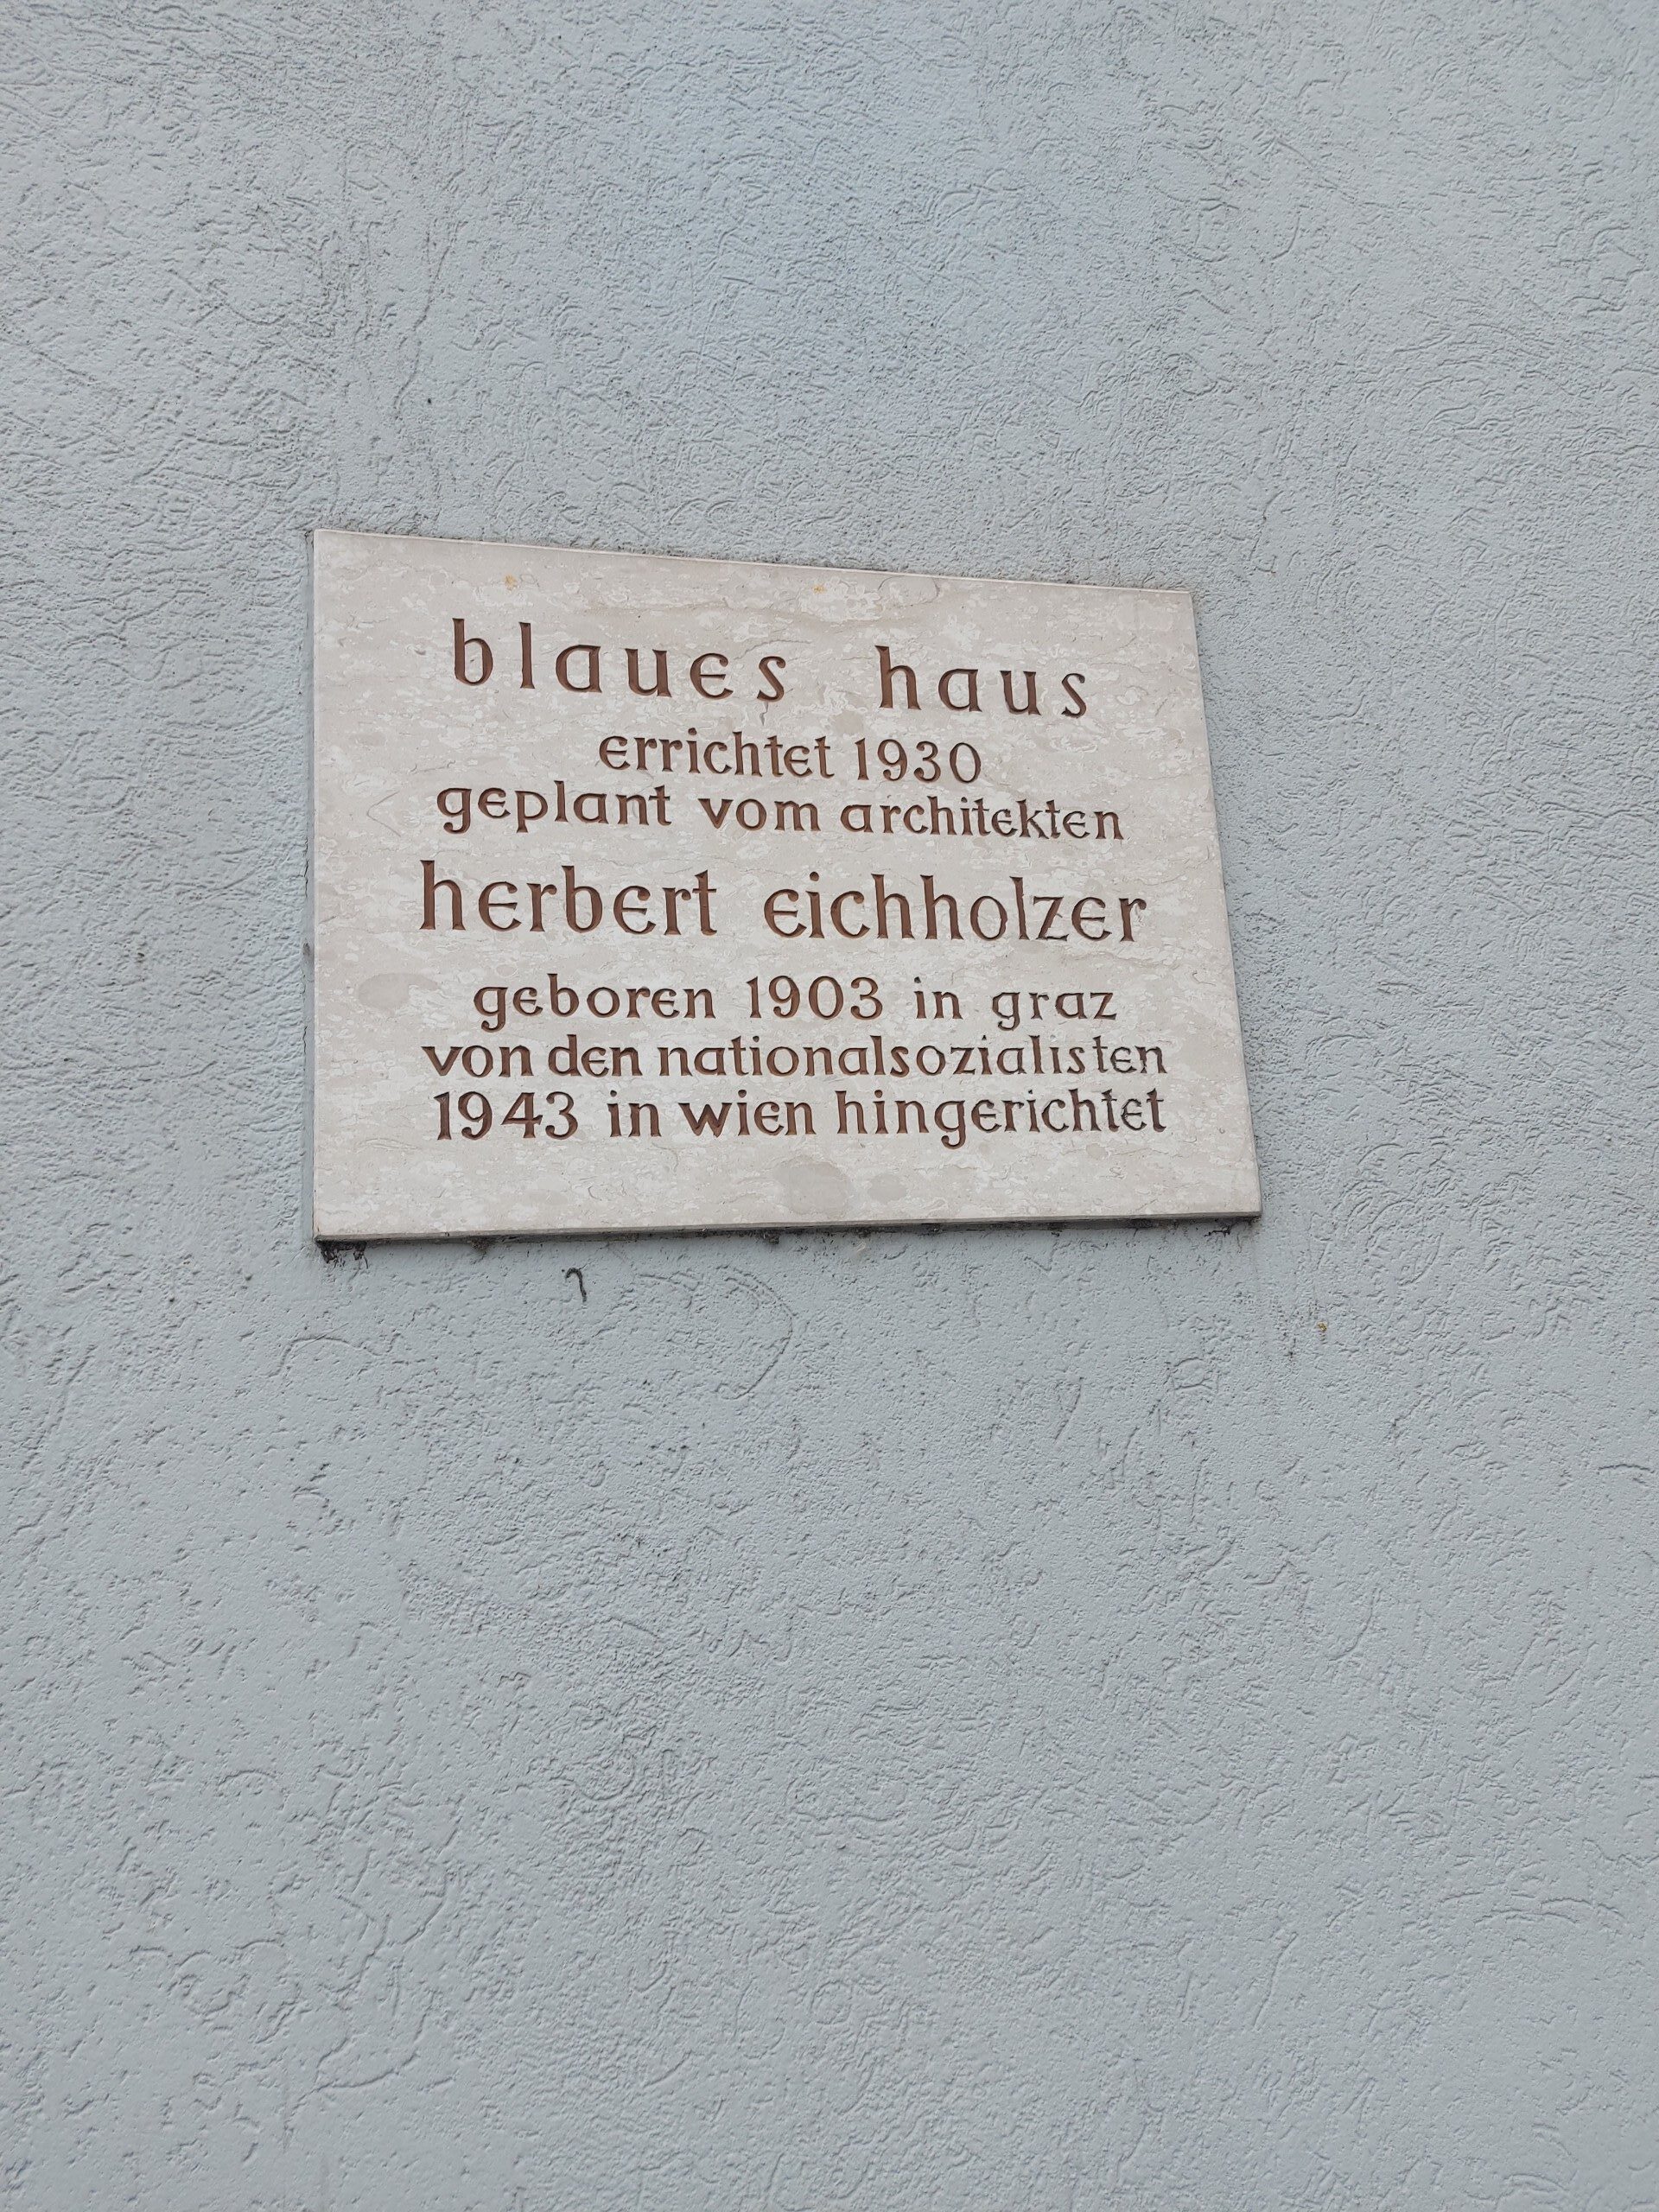 blaues haus
errichtet 1930
geplant vom architekten
herbert eichholzer
geboren 1903 in graz
von den nationalsozialisten
1943 in wien hingerichtet